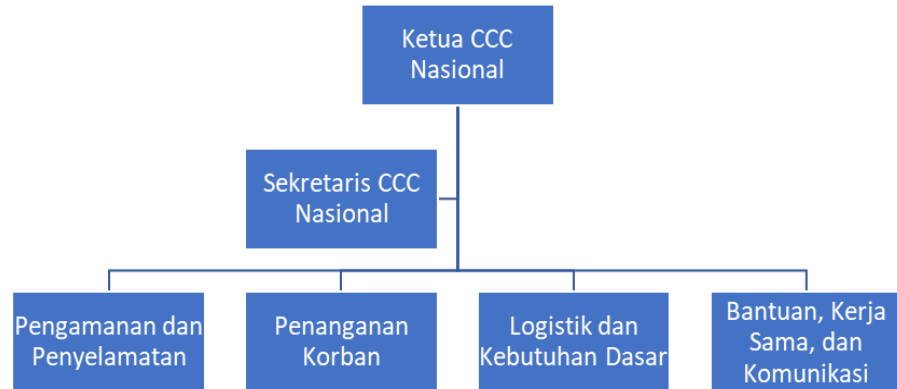 Ketua CCC
Nasional
Sekretaris CCC
Nasional
Pengamanan dan
Penyelamatan
Penanganan
Korban
Logistik dan
Kebutuhan Dasar
Bantuan, Kerja
Sama, dan
Komunikasi